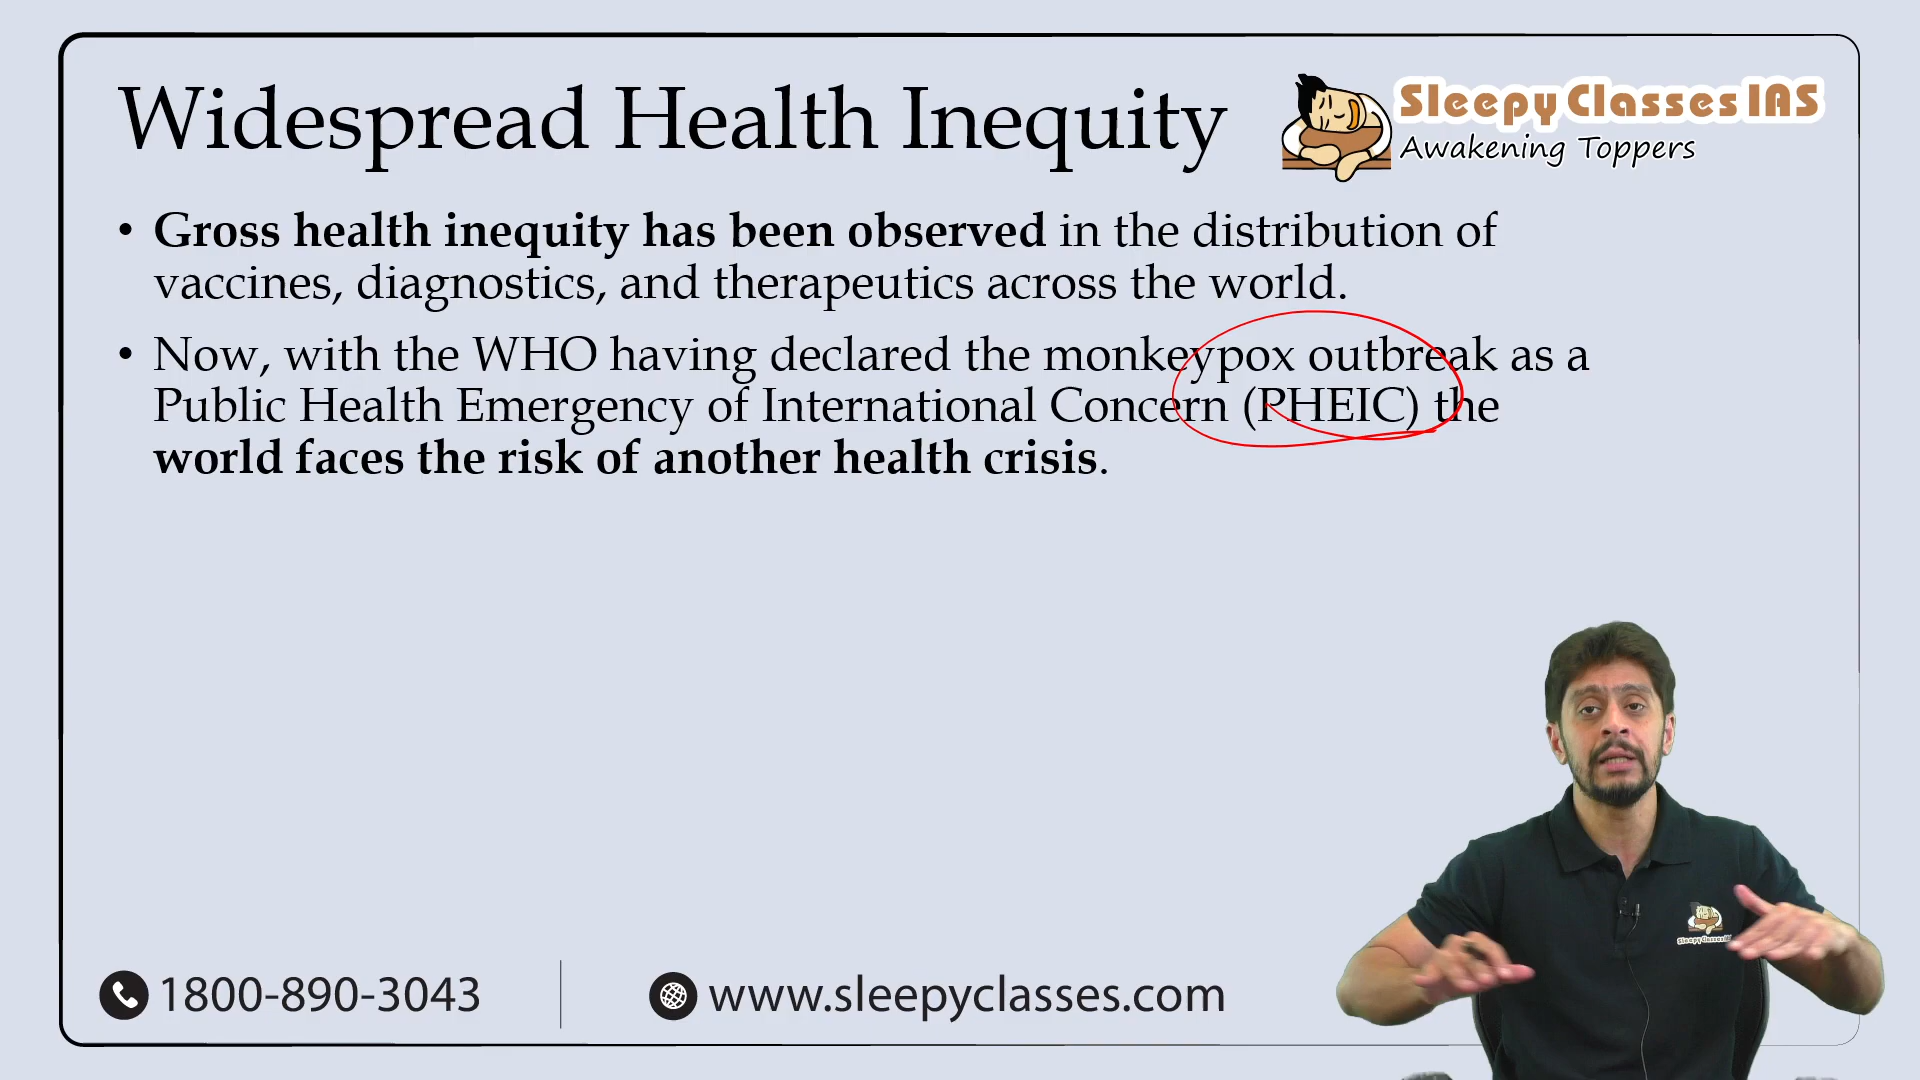 Widespread Health Inequity
Sleepy Classes IAS
Awakening Toppers
• Gross health inequity has been observed in the distribution of
vaccines, diagnostics, and therapeutics across the world.
• Now, with the WHO having declared the monkeypox outbreak as a
Public Health Emergency of International Concern (PHEIC) the
world faces the risk of another health crisis.
Sleepy Classes
1800-890-3043
www.sleepyclasses.com